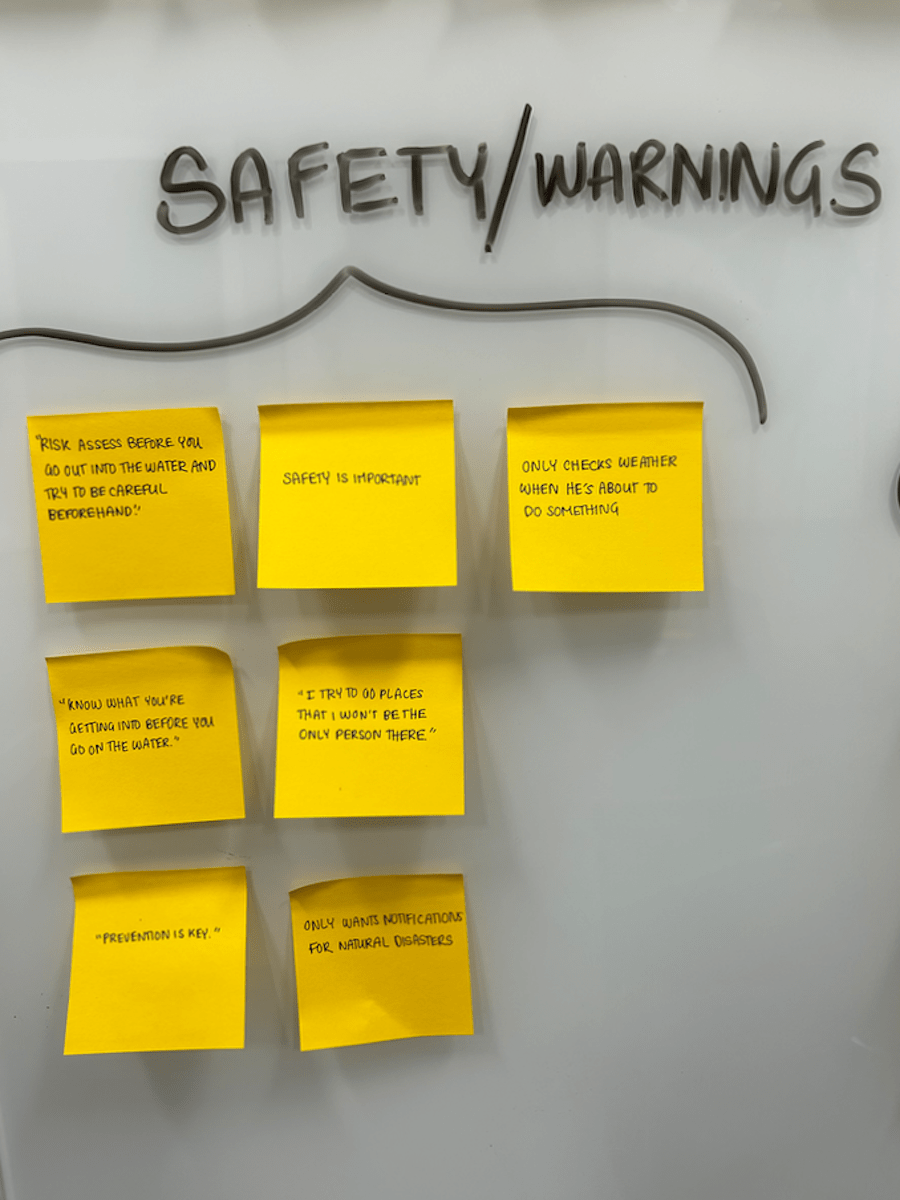 SAFETY/WARNINGS
"RISK ASSESS BEFORE YOU
GO OUT INTO THE WATER AND
TRY TO BE CAREFUL
BEFOREHAND."
SAFETY IS IMPORTANT
ONLY CHECKS WEATHER
WHEN HE'S ABOUT TO
DO SOMETHING
"KNOW WHAT YOU'RE
GETTING INTO BEFORE YOU
GO ON THE WATER."
"I TRY TO GO PLACES
THAT I WON'T BE THE
ONLY PERSON THERE"
"PREVENTION IS KEY."
ONLY WANTS NOTIFICATIONS
FOR NATURAL DISASTERS